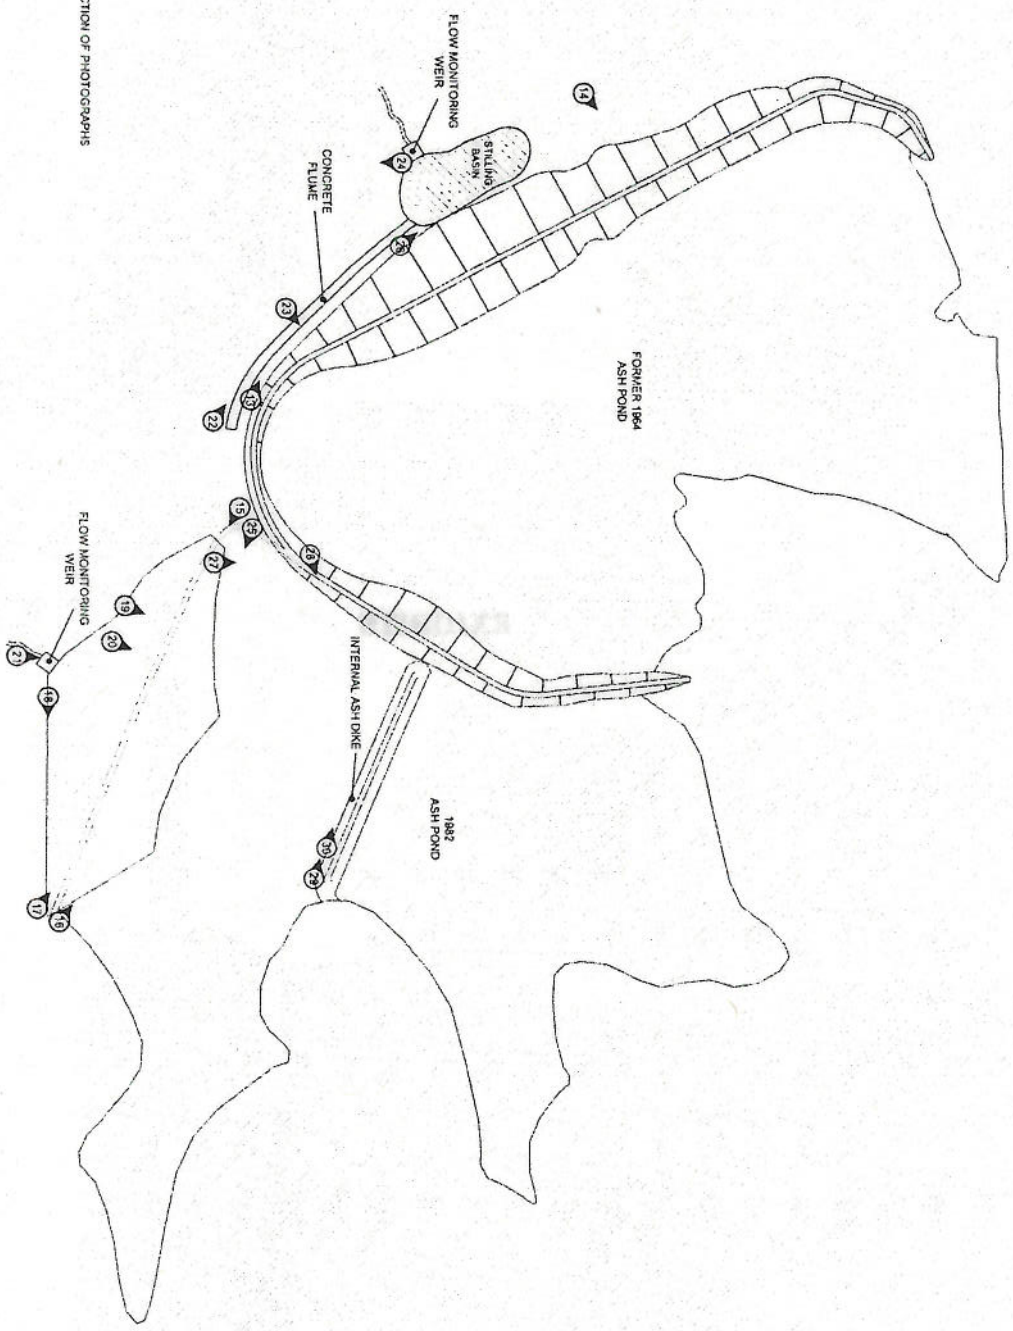 FLOW MONITORING
WEIR
14
STILLING
BASIN
24
CONCRETE
FLUME
26
23
13
22
FORMER 1964
ASH POND
15
25
27
28
FLOW MONITORING
WEIR
19
20
21
18
INTERNAL ASH DIKE
1982
ASH POND
30
29
17
16
CTION OF PHOTOGRAPHS